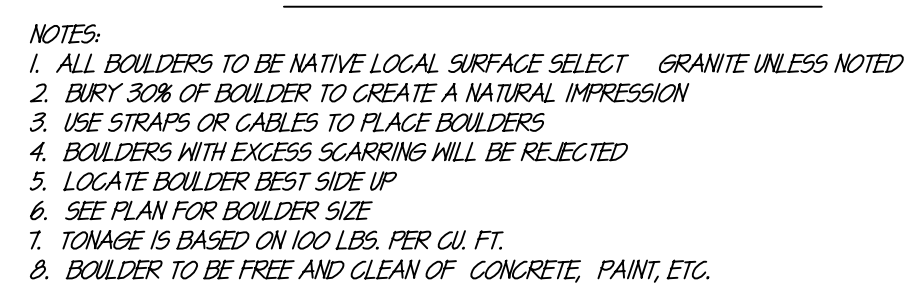 NOTES:
1. ALL BOULDERS TO BE NATIVE LOCAL SURFACE SELECT GRANITE UNLESS NOTED
2. BURY 30% OF BOULDER TO CREATE A NATURAL IMPRESSION
3. USE STRAPS OR CABLES TO PLACE BOULDERS
4. BOULDERS WITH EXCESS SCARRING WILL BE REJECTED
5. LOCATE BOULDER BEST SIDE UP
6. SEE PLAN FOR BOULDER SIZE
7. TONAGE IS BASED ON 100 LBS. PER CU. FT.
8. BOULDER TO BE FREE AND CLEAN OF CONCRETE, PAINT, ETC.